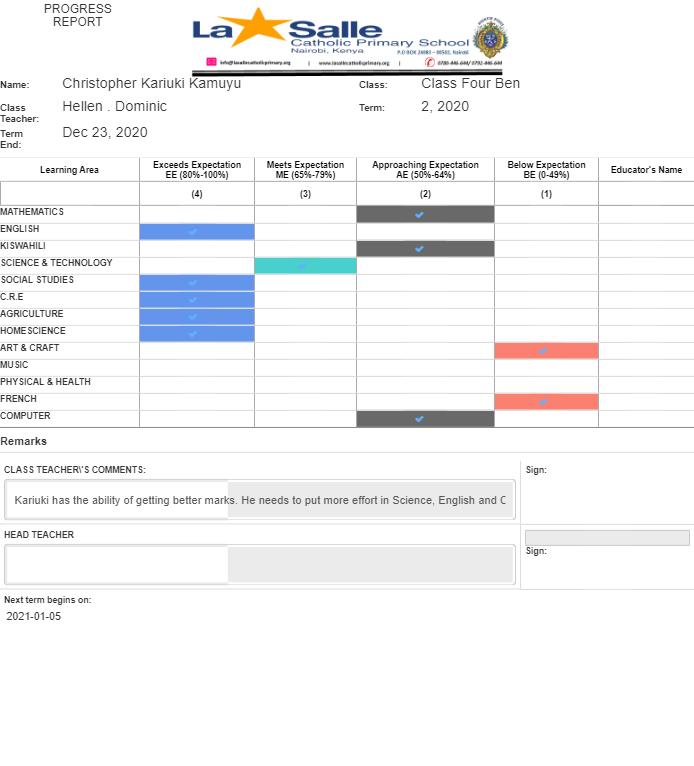 PROGRESS
REPORT
La Salle
Catholic Primary School
Nairobi, Kenya
P.O BOX 24083 – 00502, Nairobi
info@lasallecatholicprimary.org | www.lasallecatholicprimary.org | 0780-446-644/ 0792-446-644
Name: Christopher Kariuki Kamuyu Class: Class Four Ben
Class Teacher: Hellen . Dominic Term: 2, 2020
Term End: Dec 23, 2020
Learning Area Exceeds Expectation EE (80%-100%) Meets Expectation ME (65%-79%) Approaching Expectation AE (50%-64%) Below Expectation BE (0-49%) Educator's Name
(4) (3) (2) (1)
MATHEMATICS
ENGLISH
KISWAHILI
SCIENCE & TECHNOLOGY
SOCIAL STUDIES
C.R.E
AGRICULTURE
HOMESCIENCE
ART & CRAFT
MUSIC
PHYSICAL & HEALTH
FRENCH
COMPUTER
Remarks
CLASS TEACHER\'S COMMENTS: Sign:
Kariuki has the ability of getting better marks. He needs to put more effort in Science, English and C
HEAD TEACHER
Sign:
Next term begins on:
2021-01-05